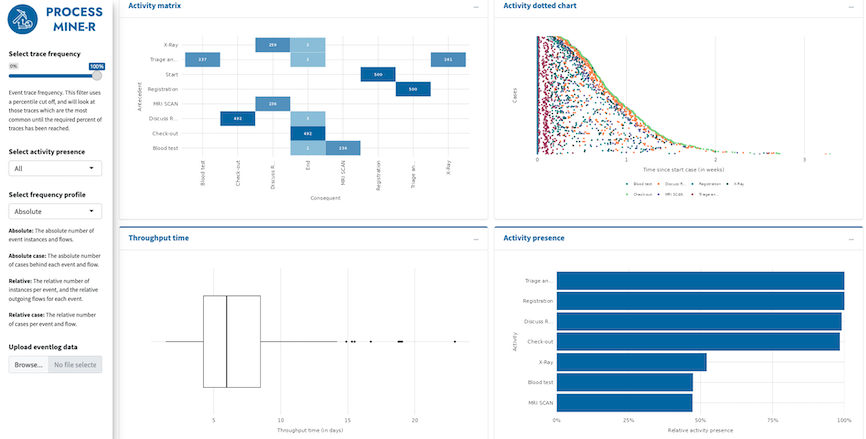 PROCESS
MINE-R
Select trace frequency
0%
100%
Event trace frequency. This filter uses
a percentile cut off, and will look at
those traces which are the most
common until the required percent of
traces has been reached.
Select activity presence
All
Select frequency profile
Absolute
Absolute: The absolute number of
event instances and flows.
Absolute case: The asbolute number
of cases behind each event and flow.
Relative: The relative number of
instances per event, and the relative
outgoing flows for each event.
Relative case: The relative number
of cases per event and flow.
Upload eventlog data
Browse...
No file selecte
Activity matrix
...
Antecedent
X-Ray
Triage an...
Start
Registration
MRI SCAN
Discuss R...
Check-out
Blood test
237
261
500
500
236
492
492
Blood test
Check-out
Discuss R...
End
MRI SCAN
Registration
Triage an...
X-Ray
Consequent
Activity dotted chart
...
Cases
0
1
2
3
Time since start case (in weeks)
Blood test
Discuss R...
Registration
X-Ray
Check-out
MRI SCAN
Triage an...
Throughput time
...
5
10
15
20
Throughput time (in days)
Activity presence
...
Activity
Triage an...
Registration
Discuss R...
Check-out
X-Ray
Blood test
MRI SCAN
0%
25%
50%
75%
100%
Relative activity presence